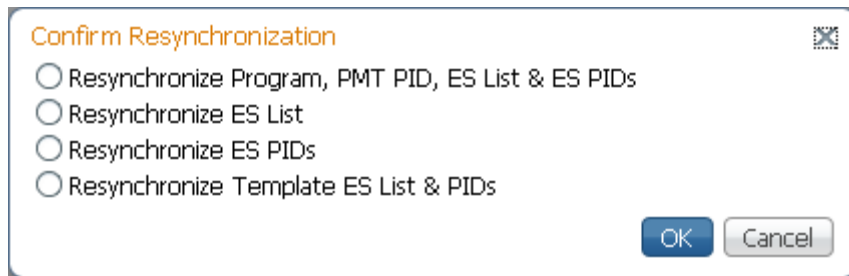 Confirm Resynchronization
Resynchronize Program, PMT PID, ES List & ES PIDs
Resynchronize ES List
Resynchronize ES PIDs
Resynchronize Template ES List & PIDs
OK Cancel